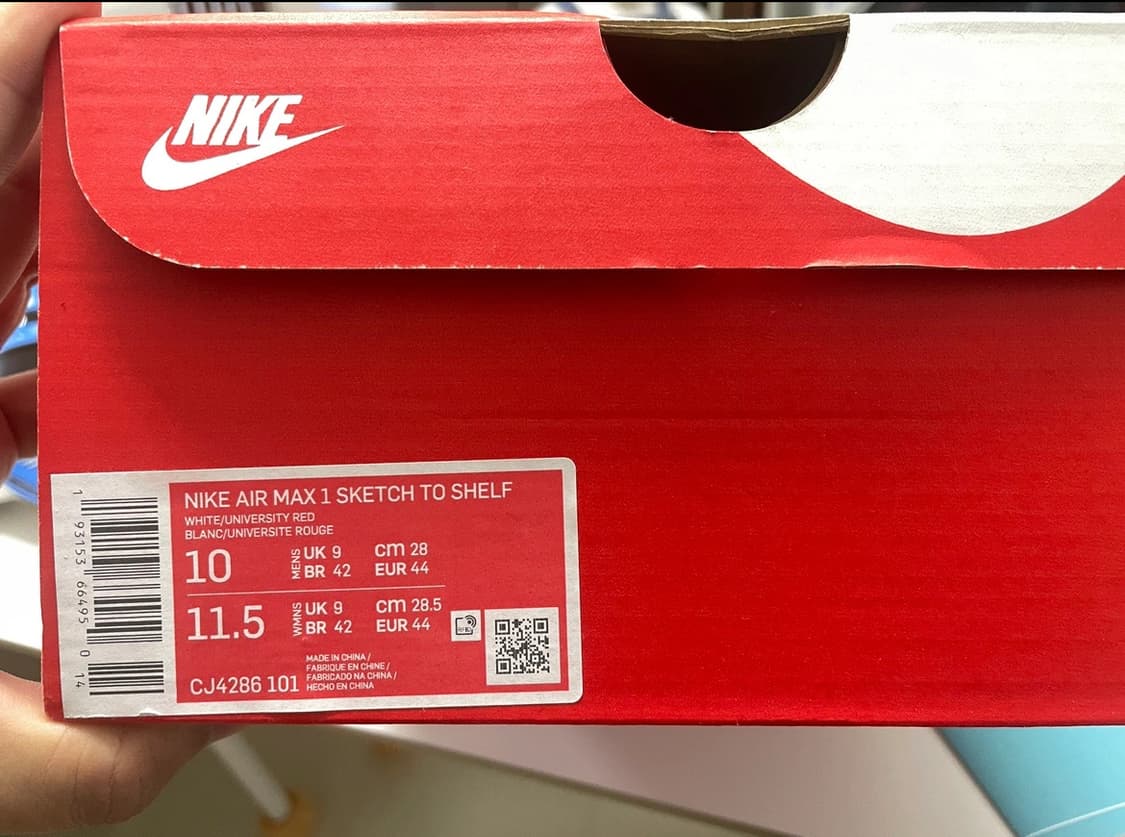 NIKE
NIKE AIR MAX 1 SKETCH TO SHELF
WHITE/UNIVERSITY RED
BLANC/UNIVERSITE ROUGE
10 MENS UK 9 cm 28
BR 42 EUR 44
11.5 WMNS UK 9 cm 28.5
BR 42 EUR 44
MADE IN CHINA /
FABRIQUE EN CHINE /
FABRICADO NA CHINA /
HECHO EN CHINA
CJ4286 101
1 93153 66495 0 14